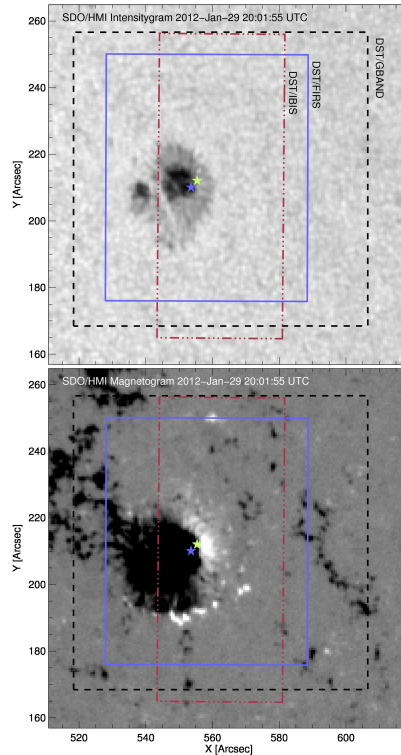 SDO/HMI Intensitygram 2012-Jan-29 20:01:55 UTC
DST/GBAND
DST/FIRS
DST/IBIS
260
240
220
200
180
160
Y [Arcsec]
SDO/HMI Magnetogram 2012-Jan-29 20:01:55 UTC
260
240
220
200
180
160
Y [Arcsec]
520 540 560 580 600
X [Arcsec]